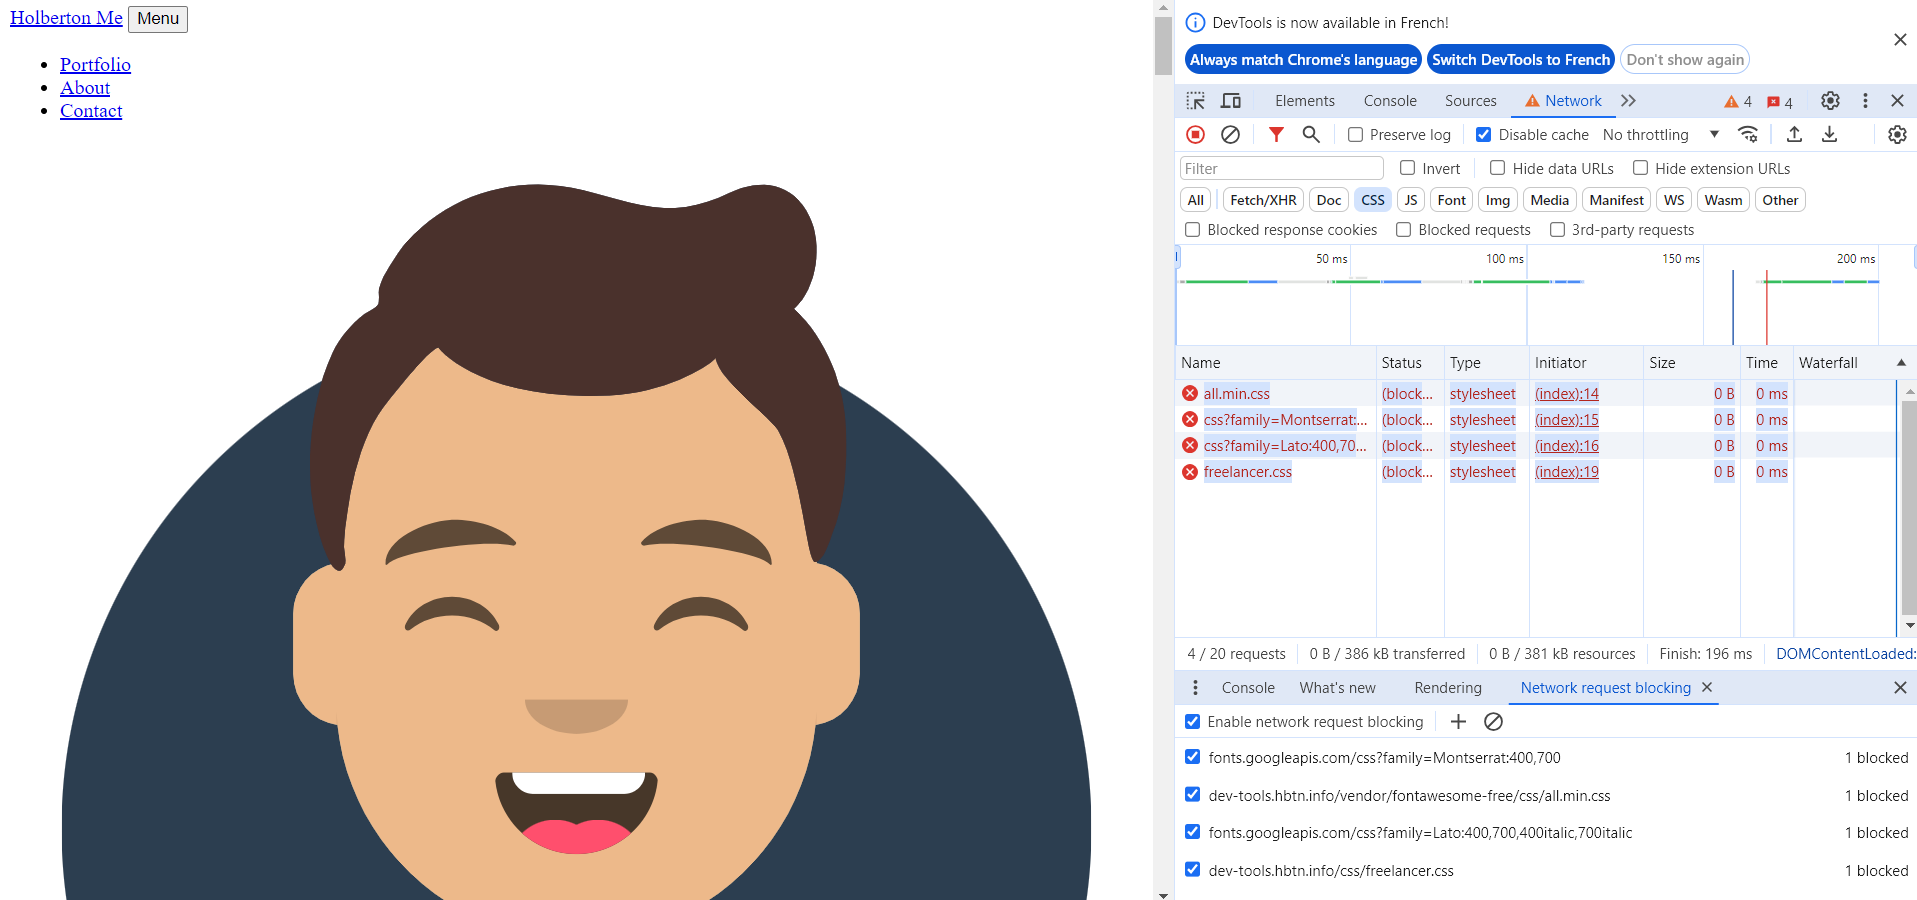 Holberton Me Menu
Portfolio
About
Contact
DevTools is now available in French!
Always match Chrome's language Switch DevTools to French Don't show again
Elements Console Sources Network 4 4
Preserve log Disable cache No throttling
Filter Invert Hide data URLs Hide extension URLs
All Fetch/XHR Doc CSS JS Font Img Media Manifest WS Wasm Other
Blocked response cookies Blocked requests 3rd-party requests
50 ms 100 ms 150 ms 200 ms
Name Status Type Initiator Size Time Waterfall
all.min.css (block... stylesheet (index):14 0 B 0 ms
css?family=Montserrat:... (block... stylesheet (index):15 0 B 0 ms
css?family=Lato:400,70... (block... stylesheet (index):16 0 B 0 ms
freelancer.css (block... stylesheet (index):19 0 B 0 ms
4 / 20 requests 0 B / 386 kB transferred 0 B / 381 kB resources Finish: 196 ms DOMContentLoaded:
Console What's new Rendering Network request blocking
Enable network request blocking
fonts.googleapis.com/css?family=Montserrat:400,700 1 blocked
dev-tools.hbtn.info/vendor/fontawesome-free/css/all.min.css 1 blocked
fonts.googleapis.com/css?family=Lato:400,700,400italic,700italic 1 blocked
dev-tools.hbtn.info/css/freelancer.css 1 blocked